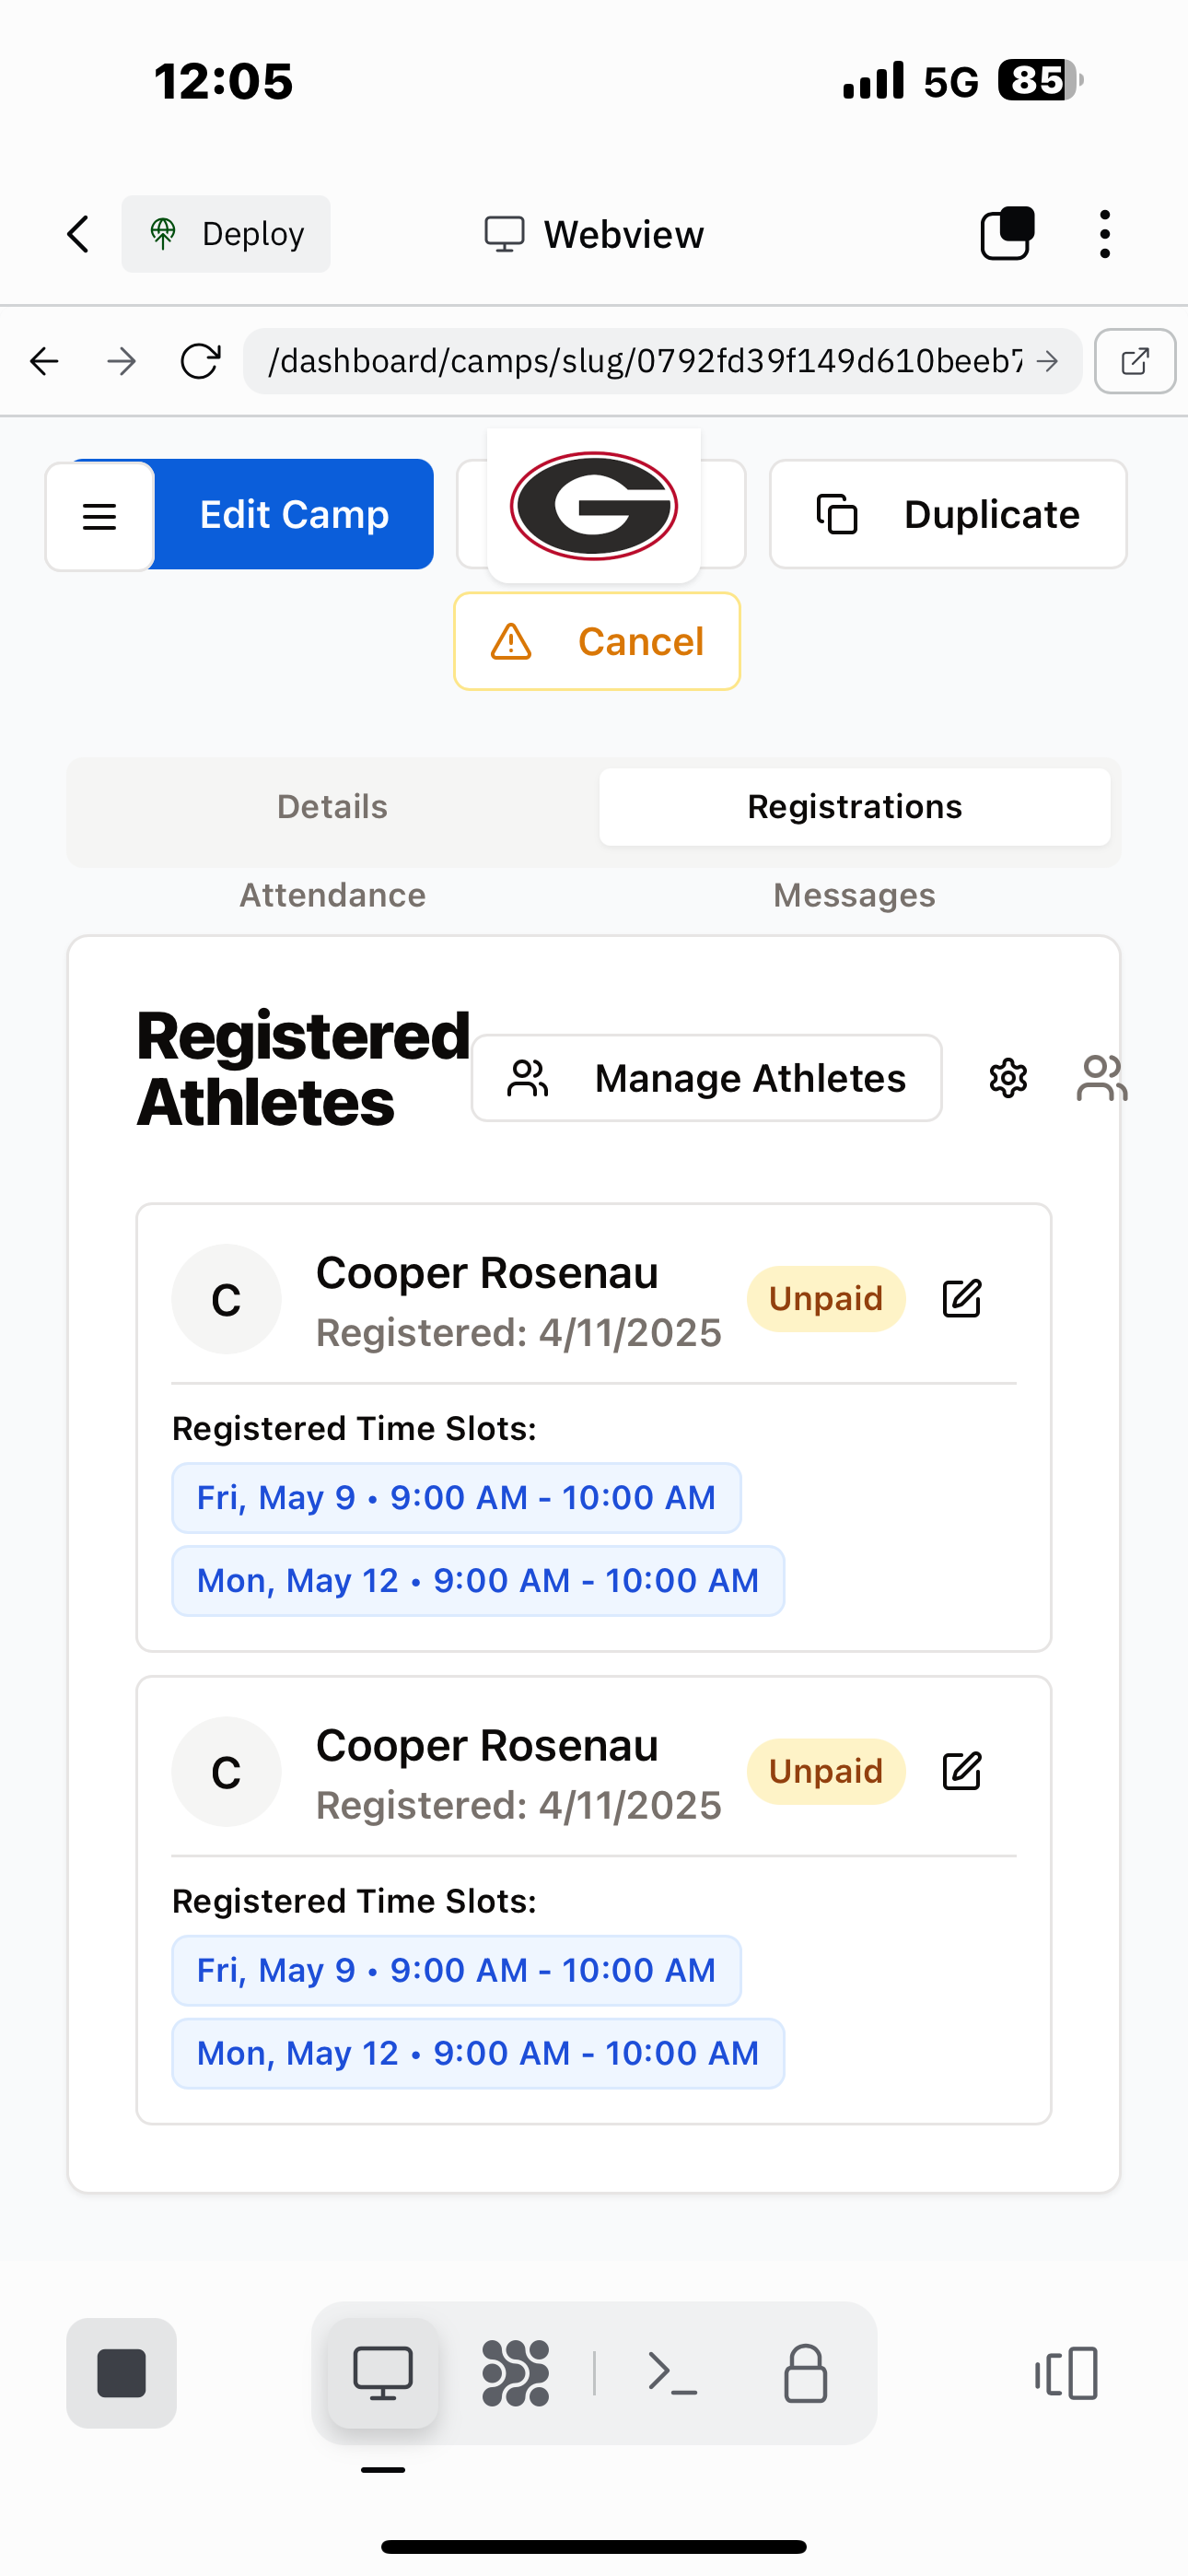 12:05
5G 85
Deploy
Webview
/dashboard/camps/slug/0792fd39f149d610beeb7
Edit Camp
G
Duplicate
Cancel
Details
Registrations
Attendance
Messages
Registered
Athletes
Manage Athletes
C
Cooper Rosenau
Registered: 4/11/2025
Unpaid
Registered Time Slots:
Fri, May 9 • 9:00 AM - 10:00 AM
Mon, May 12 • 9:00 AM - 10:00 AM
C
Cooper Rosenau
Registered: 4/11/2025
Unpaid
Registered Time Slots:
Fri, May 9 • 9:00 AM - 10:00 AM
Mon, May 12 • 9:00 AM - 10:00 AM